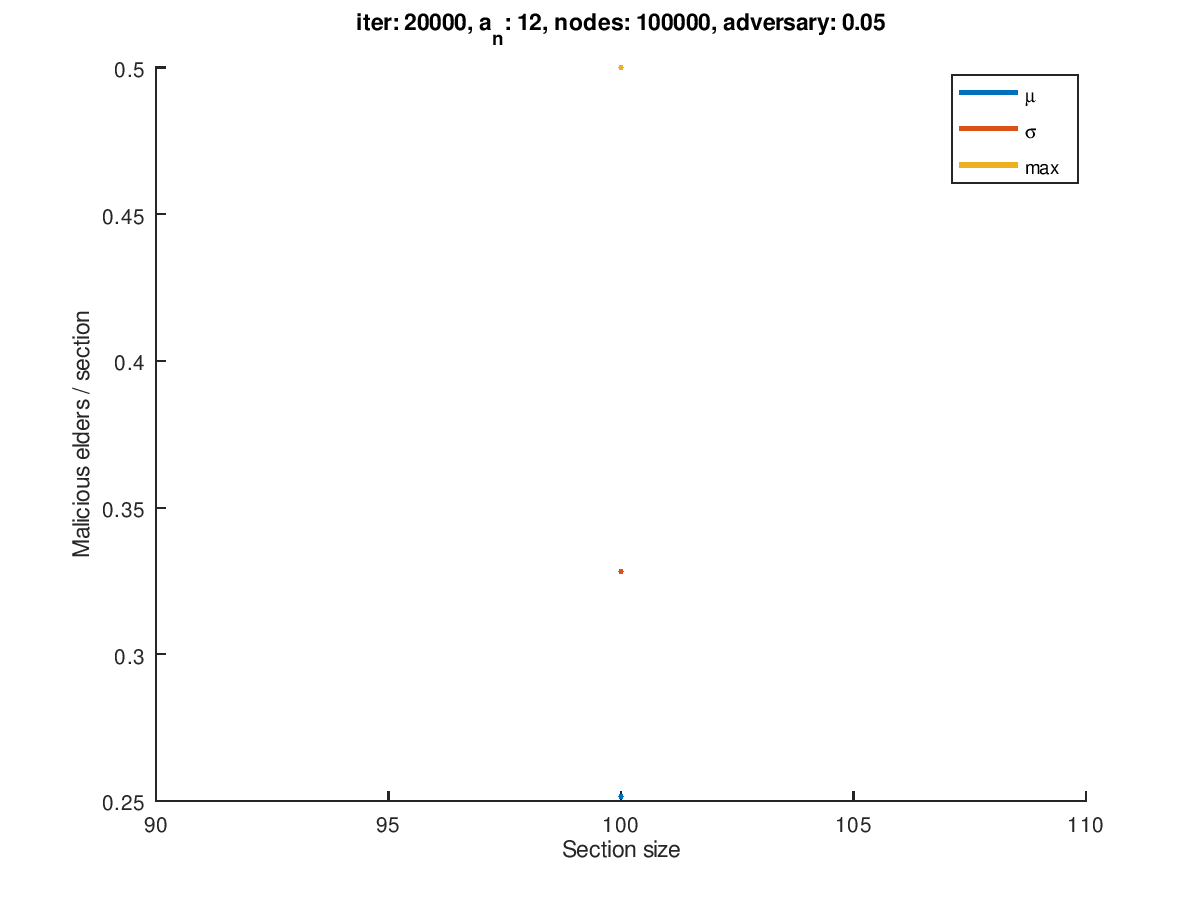 iter: 20000, a_n: 12, nodes: 100000, adversary: 0.05
μ
σ
max
0.5
0.45
0.4
0.35
0.3
0.25
Malicious elders / section
90
95
100
105
110
Section size